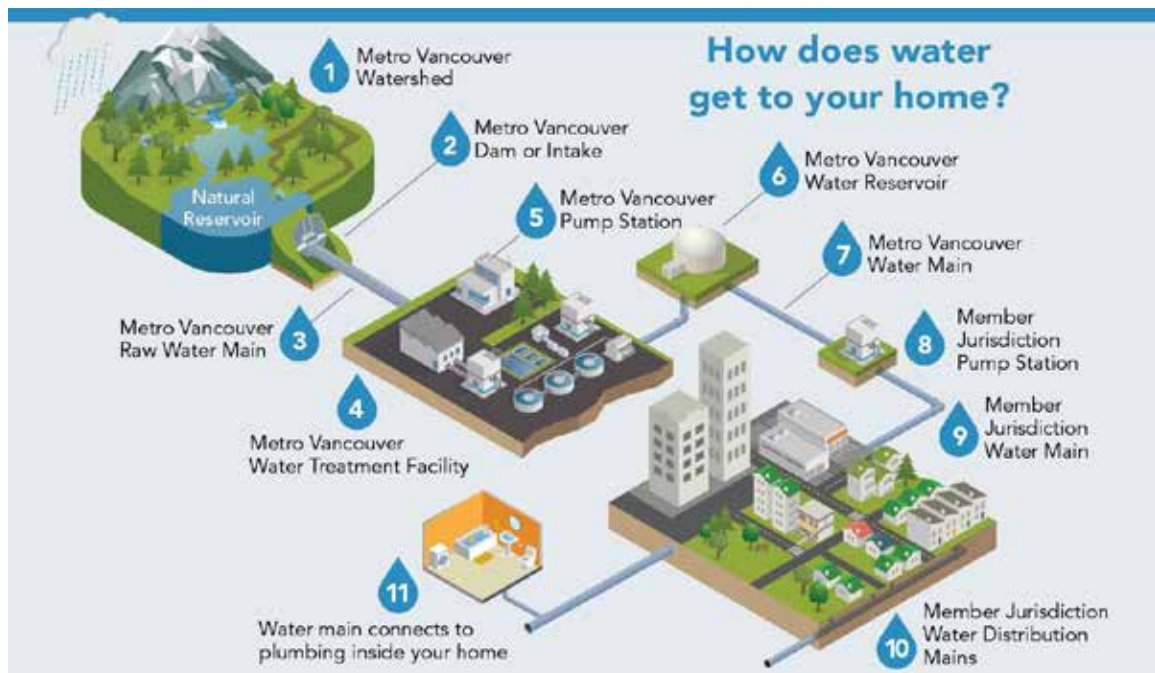 How does water
get to your home?
1
Metro Vancouver
Watershed
2
Metro Vancouver
Dam or Intake
Natural
Reservoir
3
Metro Vancouver
Raw Water Main
4
Metro Vancouver
Water Treatment Facility
5
Metro Vancouver
Pump Station
6
Metro Vancouver
Water Reservoir
7
Metro Vancouver
Water Main
8
Member
Jurisdiction
Pump Station
9
Member
Jurisdiction
Water Main
10
Member Jurisdiction
Water Distribution
Mains
11
Water main connects to
plumbing inside your home